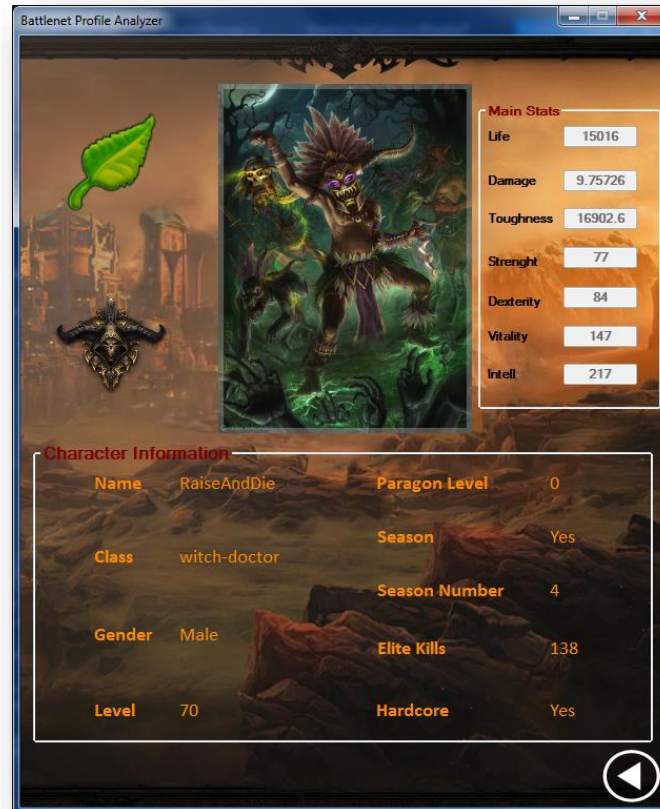 Battlenet Profile Analyzer
Main Stats
Life 15016
Damage 9.75726
Toughness 16902.6
Strenght 77
Dexterity 84
Vitality 147
Intell 217
Character Information
Name RaiseAndDie
Class witch-doctor
Gender Male
Level 70
Paragon Level 0
Season Yes
Season Number 4
Elite Kills 138
Hardcore Yes